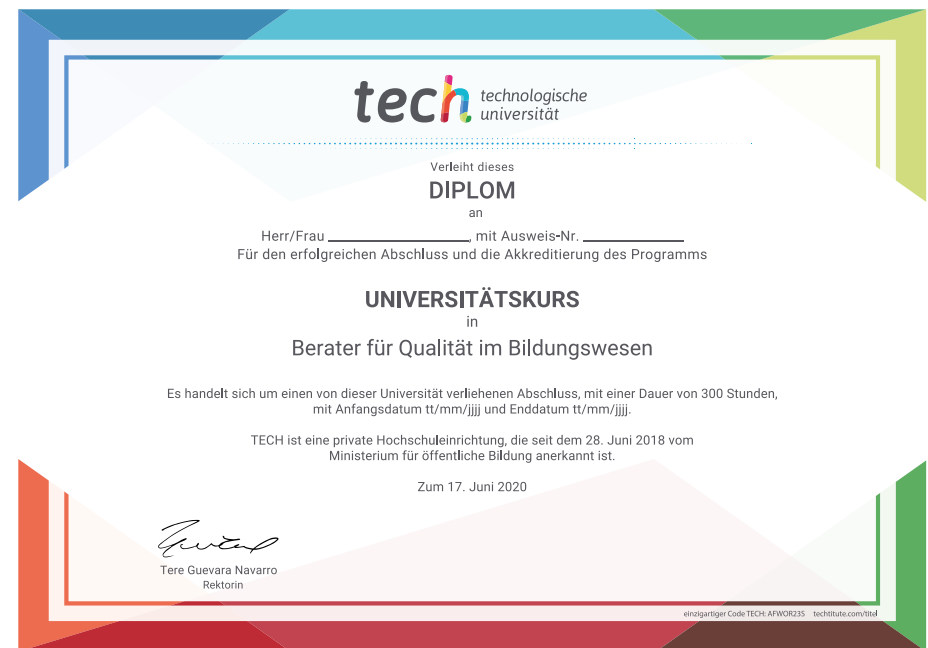 tech technologische
universität
Verleiht dieses
DIPLOM
an
Herr/Frau ____________________, mit Ausweis-Nr. ______________
Für den erfolgreichen Abschluss und die Akkreditierung des Programms
UNIVERSITÄTSKURS
in
Berater für Qualität im Bildungswesen
Es handelt sich um einen von dieser Universität verliehenen Abschluss, mit einer Dauer von 300 Stunden,
mit Anfangsdatum tt/mm/jjjj und Enddatum tt/mm/jjjj.
TECH ist eine private Hochschuleinrichtung, die seit dem 28. Juni 2018 vom
Ministerium für öffentliche Bildung anerkannt ist.
Zum 17. Juni 2020
Tere Guevara Navarro
Rektorin
einzigartiger Code TECH: AFWOR23S techtitute.com/titel